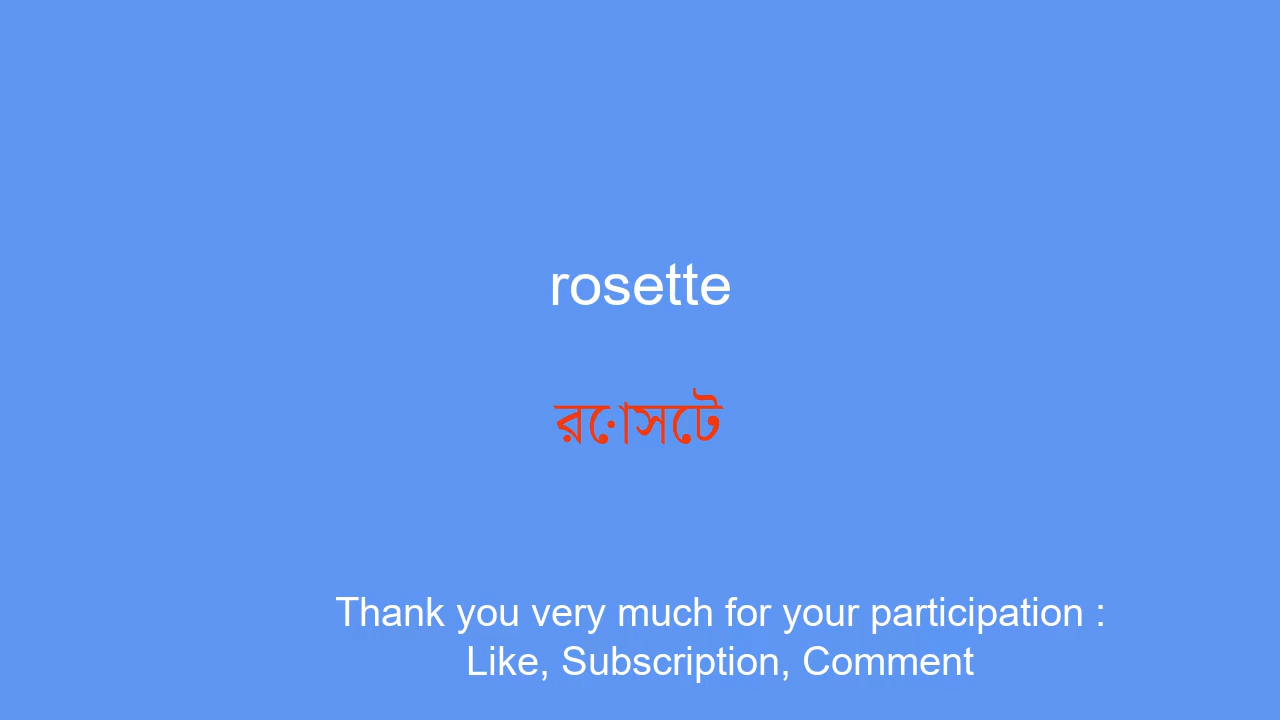 rosette
রোসেটে
Thank you very much for your participation :
Like, Subscription, Comment